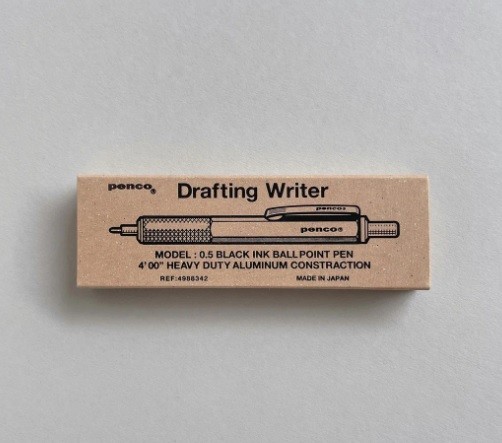 penco®
Drafting Writer
penco®
penco®
MODEL : 0.5 BLACK INK BALL POINT PEN
4'00" HEAVY DUTY ALUMINUM CONSTRACTION
REF:4986342
MADE IN JAPAN